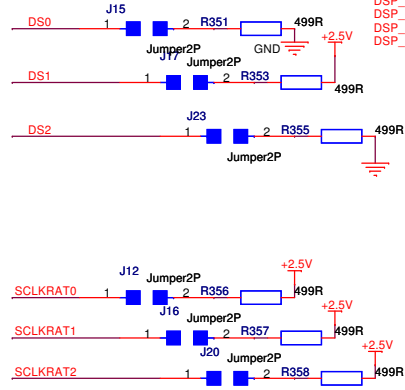 DSP_
J15
DSP_
DS0 1 2 R351 499R DSP_
Jumper2P GND +2.5V DSP_
J17 Jumper2P
DS1 1 2 R353
499R
J23
DS2 1 2 R355 499R
Jumper2P
J12 +2.5V
Jumper2P
SCLKRAT0 1 2 R356 499R
J16 +2.5V
Jumper2P
SCLKRAT1 1 2 R357 499R
J20 +2.5V
Jumper2P
SCLKRAT2 1 2 R358 499R